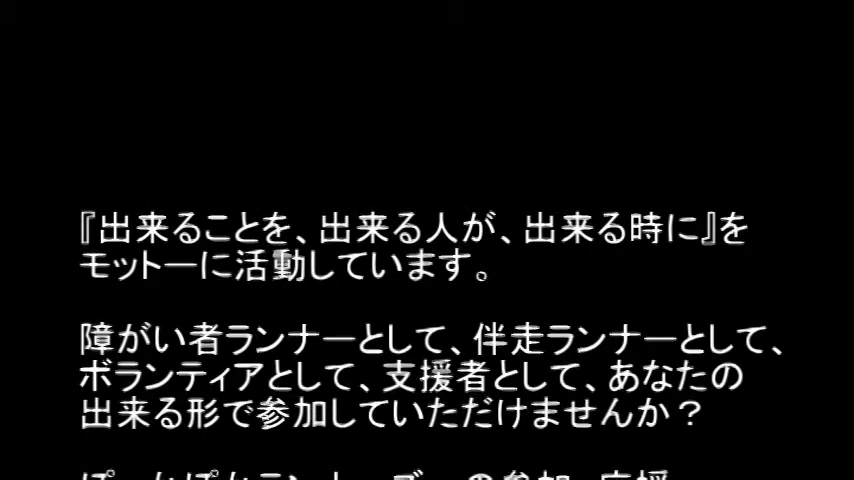 『出来ることを、出来る人が、出来る時に』を
モットーに活動しています。
障がい者ランナーとして、伴走ランナーとして、
ボランティアとして、支援者として、あなたの
出来る形で参加していただけませんか？